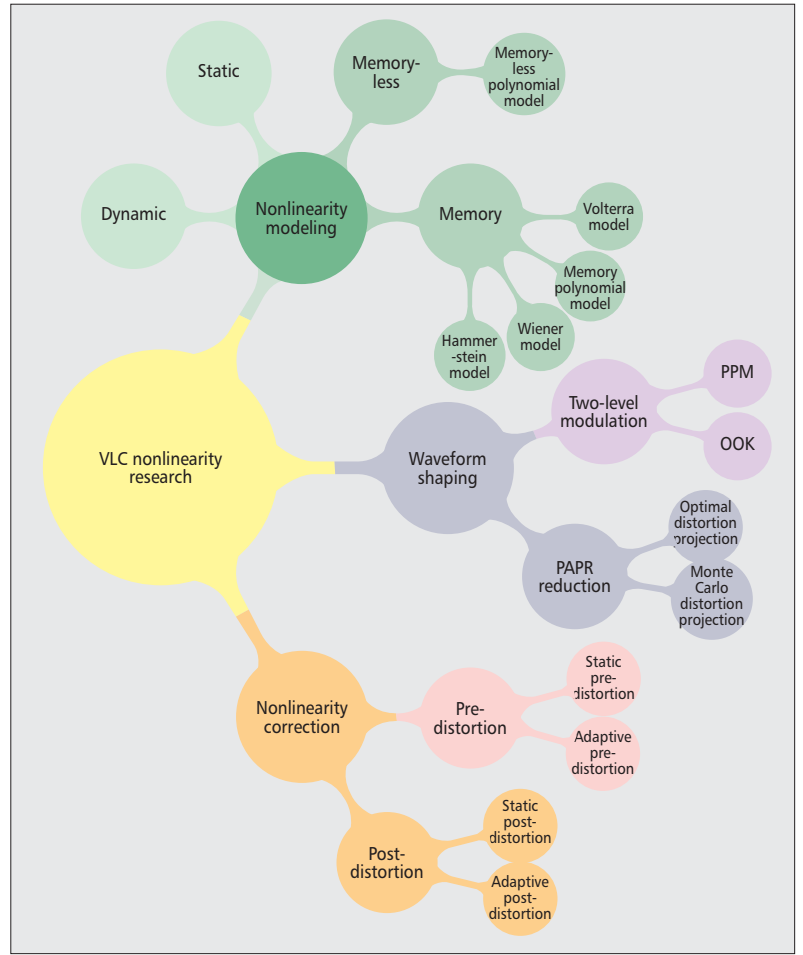 Static
Memory-
less
Memory-
less
polynomial
model
Dynamic
Nonlinearity
modeling
Memory
Volterra
model
Memory
polynomial
model
Wiener
model
Hammer
-stein
model
VLC nonlinearity
research
Waveform
shaping
Two-level
modulation
PPM
OOK
PAPR
reduction
Optimal
distortion
projection
Monte
Carlo
distortion
projection
Nonlinearity
correction
Pre-
distortion
Static
pre-
distortion
Adaptive
pre-
distortion
Post-
distortion
Static
post-
distortion
Adaptive
post-
distortion